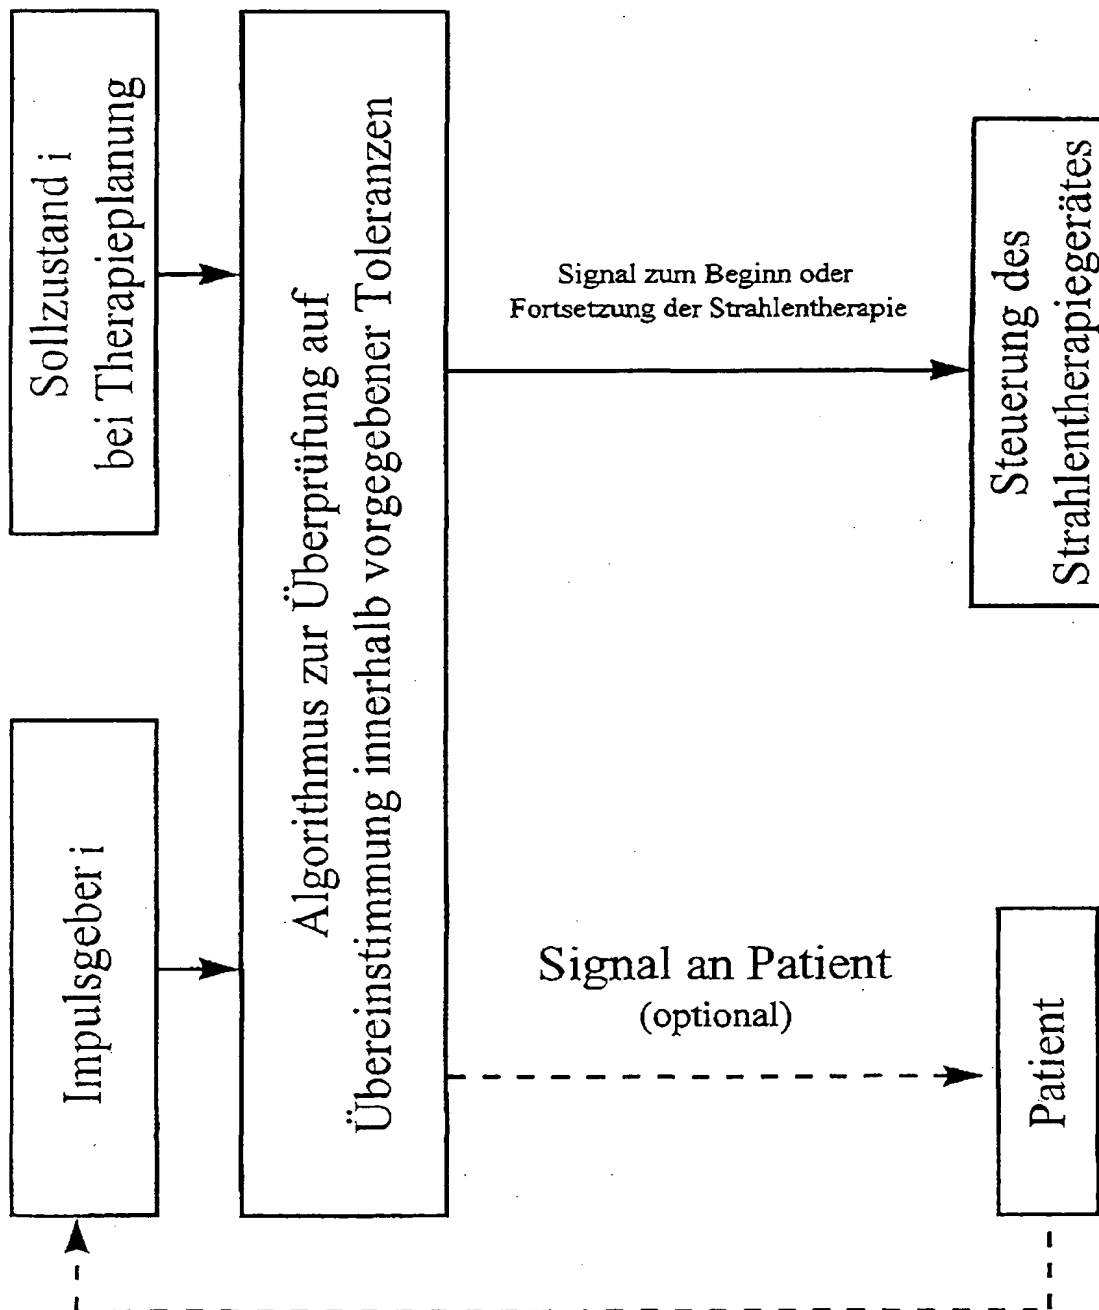 Sollzustand i
bei Therapieplanung
Impulsgeber i
Algorithmus zur Überprüfung auf
Übereinstimmung innerhalb vorgegebener Toleranzen
Signal zum Beginn oder
Fortsetzung der Strahlentherapie
Signal an Patient
(optional)
Steuerung des
Strahlentherapiegerätes
Patient